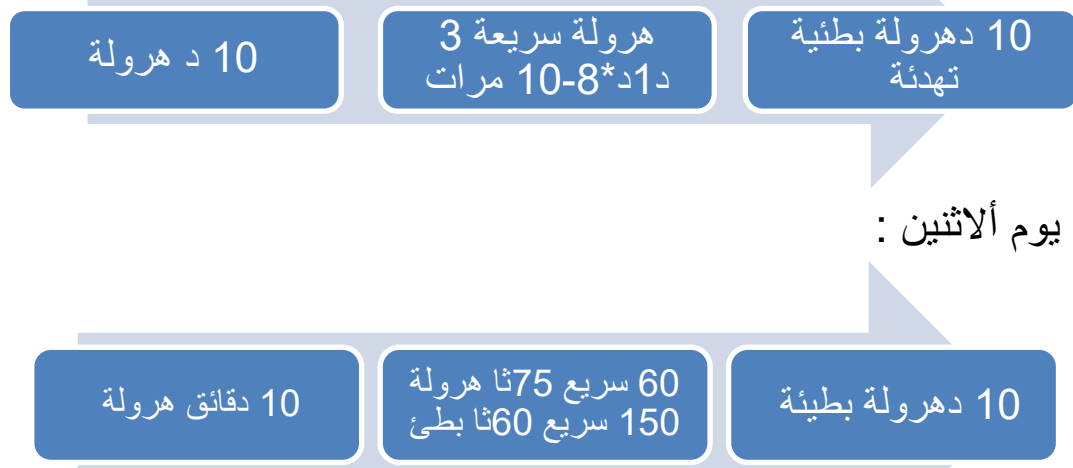 10 د هرولة
هرولة سريعة 3
د1د*8-10 مرات
10 دهرولة بطئية
تهدئة
يوم ألاثنين :
10 دقائق هرولة
60 سريع 75ثا هرولة
150 سريع 60ثا بطئ
10 دهرولة بطيئة